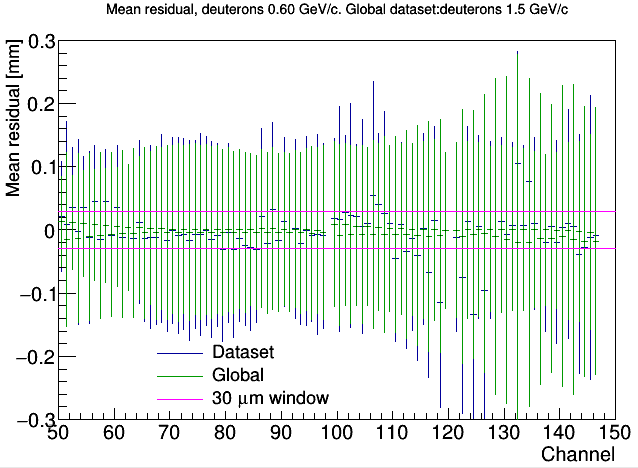 Mean residual, deuterons 0.60 GeV/c. Global dataset:deuterons 1.5 GeV/c
Mean residual [mm]
0.3
0.2
0.1
0
−0.1
−0.2
−0.3
Dataset
Global
30 μm window
50 60 70 80 90 100 110 120 130 140 150
Channel